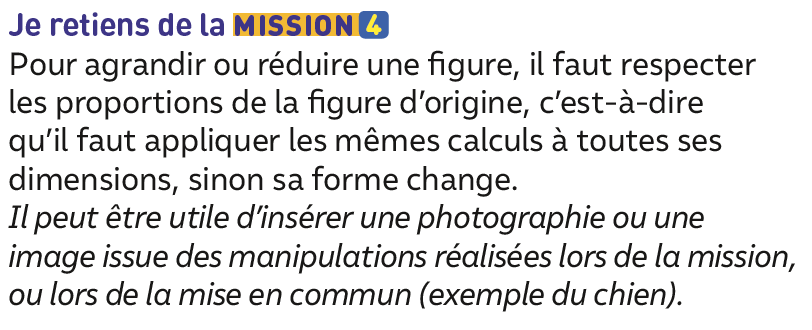 Je retiens de la MISSION 4
Pour agrandir ou réduire une figure, il faut respecter
les proportions de la figure d’origine, c’est-à-dire
qu’il faut appliquer les mêmes calculs à toutes ses
dimensions, sinon sa forme change.
Il peut être utile d’insérer une photographie ou une
image issue des manipulations réalisées lors de la mission,
ou lors de la mise en commun (exemple du chien).